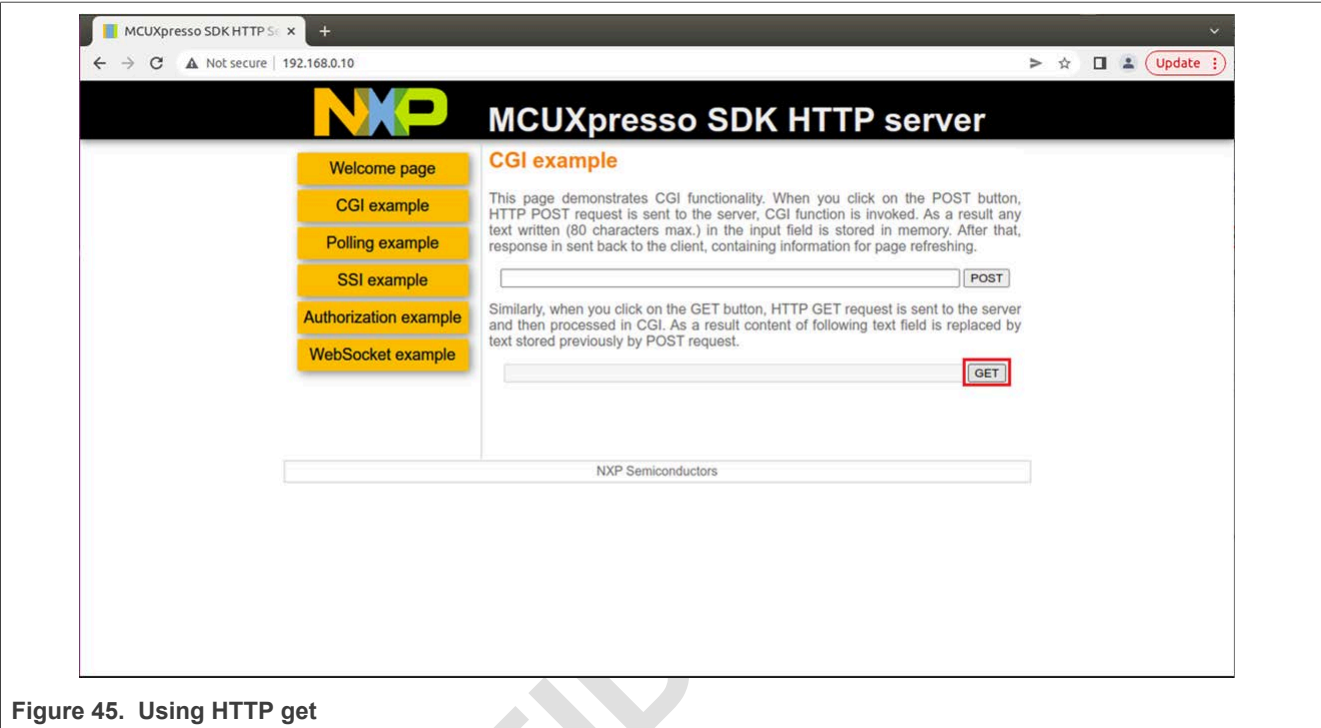 MCUXpresso SDK HTTP Se
Not secure 192.168.0.10
Update
NXP
MCUXpresso SDK HTTP server
Welcome page
CGI example
Polling example
SSI example
Authorization example
WebSocket example
CGI example
This page demonstrates CGI functionality. When you click on the POST button,
HTTP POST request is sent to the server, CGI function is invoked. As a result any
text written (80 characters max.) in the input field is stored in memory. After that,
response in sent back to the client, containing information for page refreshing.
POST
Similarly, when you click on the GET button, HTTP GET request is sent to the server
and then processed in CGI. As a result content of following text field is replaced by
text stored previously by POST request.
GET
NXP Semiconductors
Figure 45. Using HTTP get